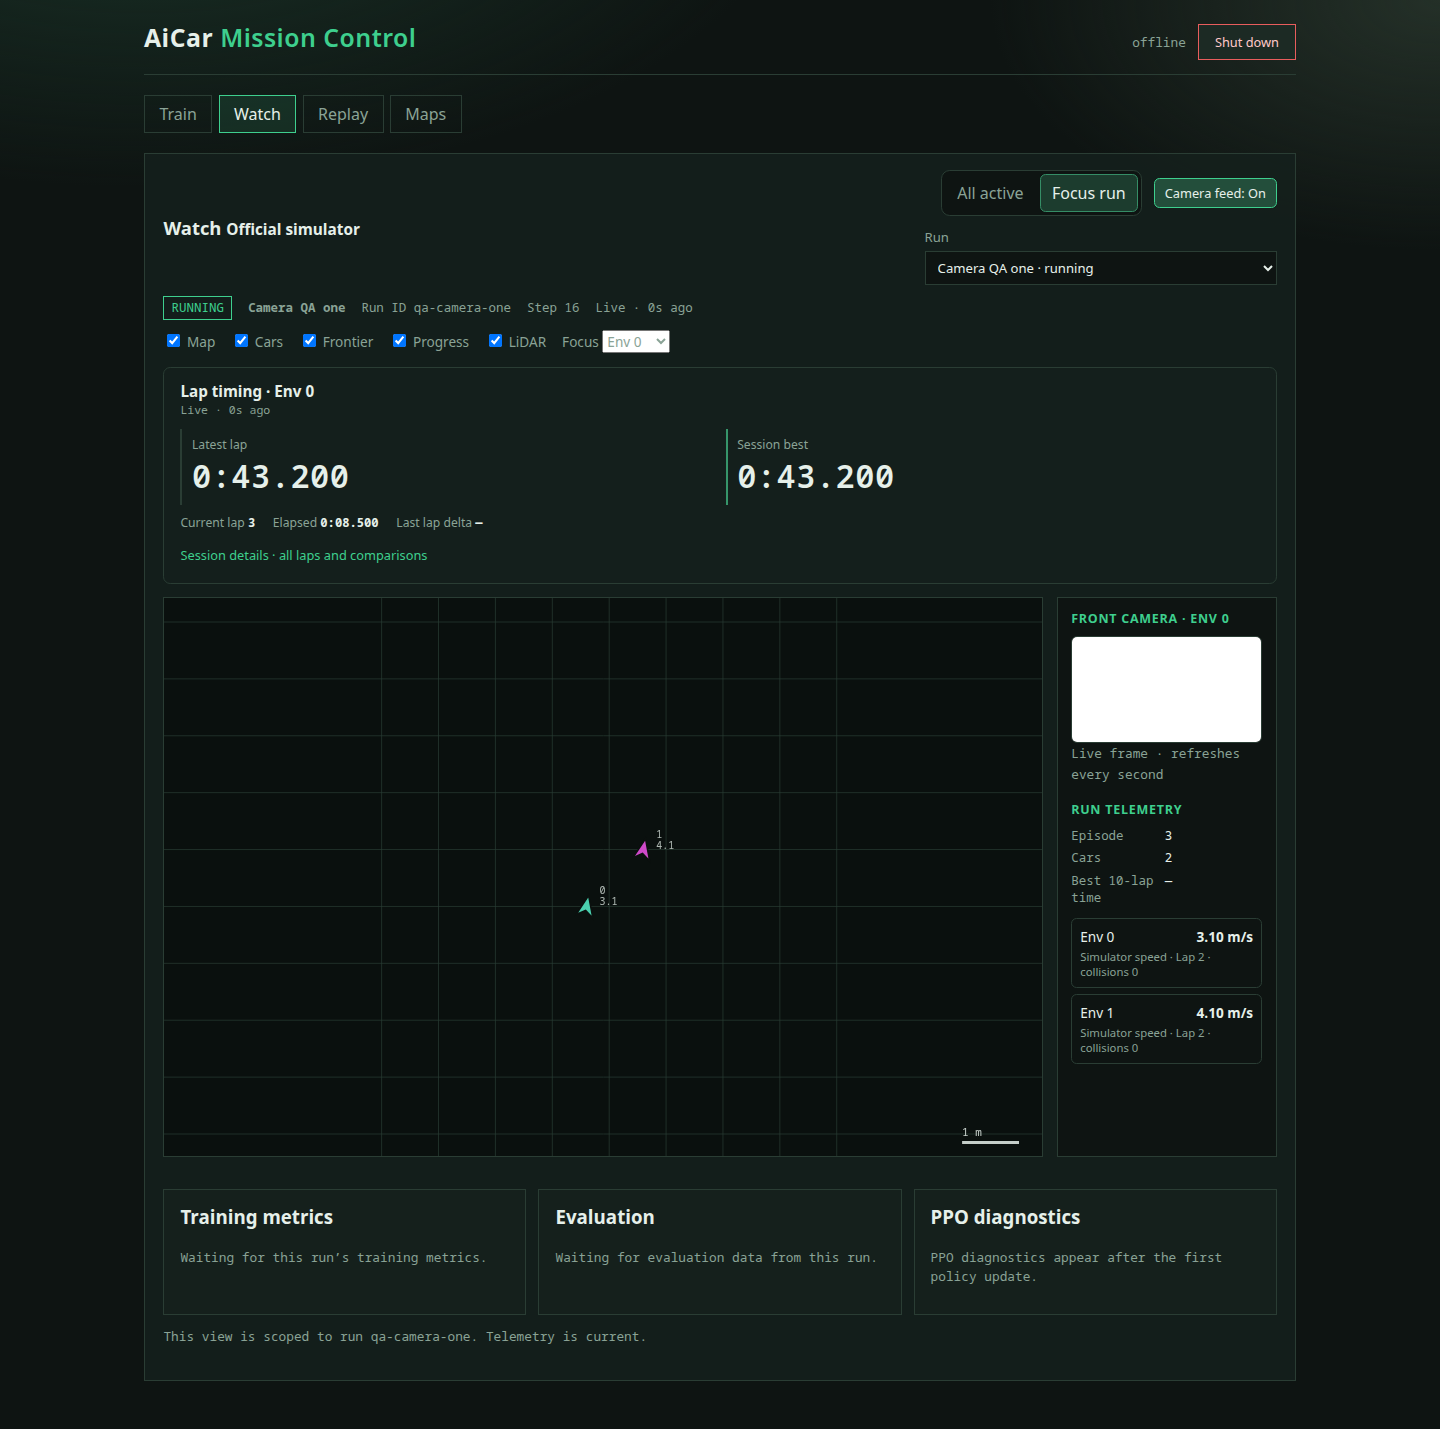 AiCar Mission Control
offline
Shut down
Train
Watch
Replay
Maps
All active
Focus run
Camera feed: On
Watch Official simulator
Run
Camera QA one · running
RUNNING
Camera QA one
Run ID qa-camera-one
Step 16
Live · 0s ago
Map
Cars
Frontier
Progress
LiDAR
Focus
Env 0
Lap timing · Env 0
Live · 0s ago
Latest lap
0:43.200
Session best
0:43.200
Current lap 3
Elapsed 0:08.500
Last lap delta —
Session details · all laps and comparisons
1
4.1
0
3.1
1 m
FRONT CAMERA · ENV 0
Live frame · refreshes
every second
RUN TELEMETRY
Episode 3
Cars 2
Best 10-lap —
time
Env 0 3.10 m/s
Simulator speed · Lap 2 ·
collisions 0
Env 1 4.10 m/s
Simulator speed · Lap 2 ·
collisions 0
Training metrics
Waiting for this run’s training metrics.
Evaluation
Waiting for evaluation data from this run.
PPO diagnostics
PPO diagnostics appear after the first
policy update.
This view is scoped to run qa-camera-one. Telemetry is current.